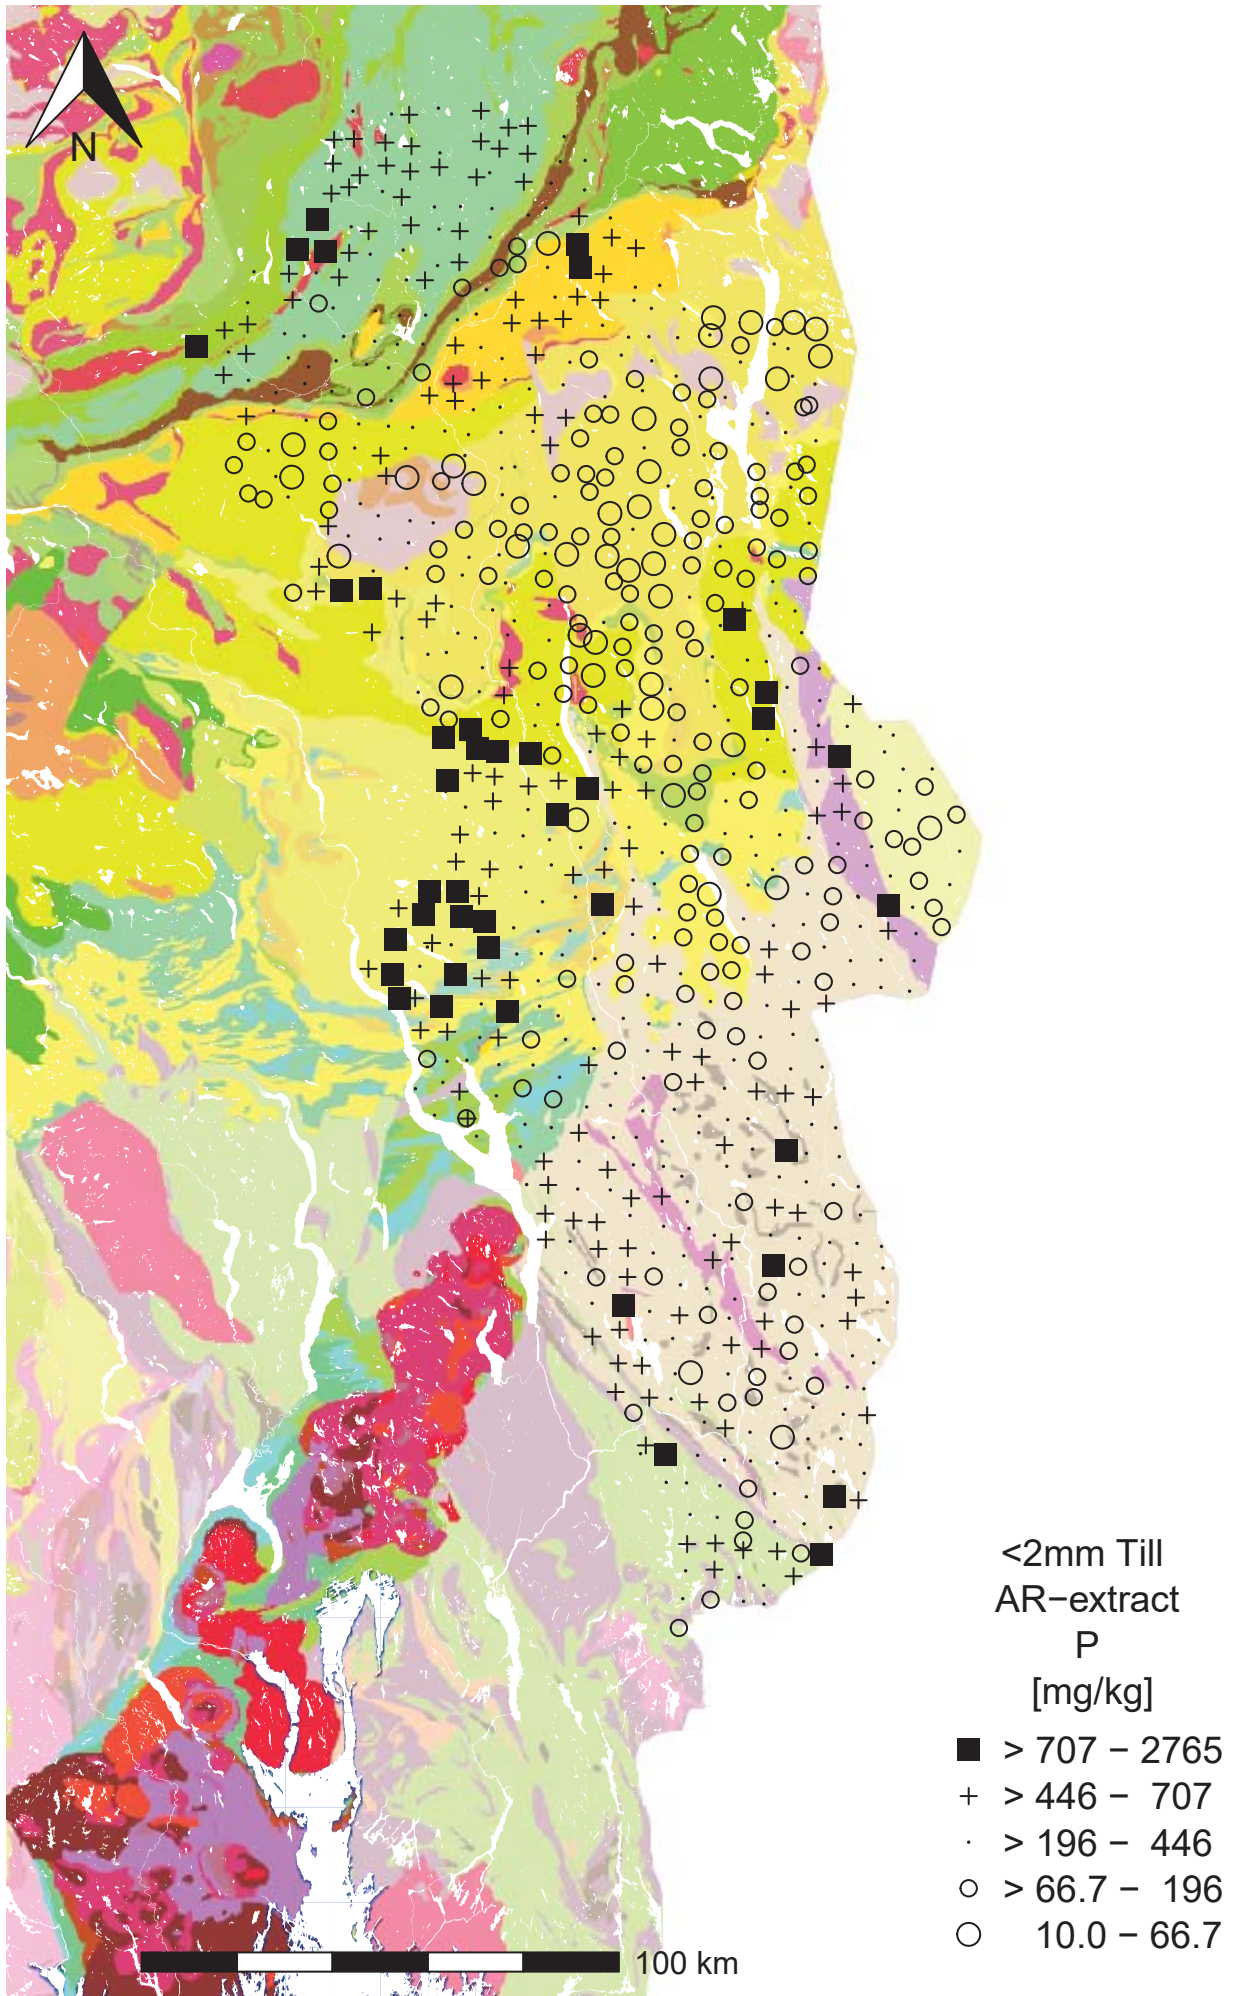 N
<2mm Till
AR−extract
P
[mg/kg]
> 707 − 2765
> 446 − 707
> 196 − 446
> 66.7 − 196
10.0 − 66.7
100 km